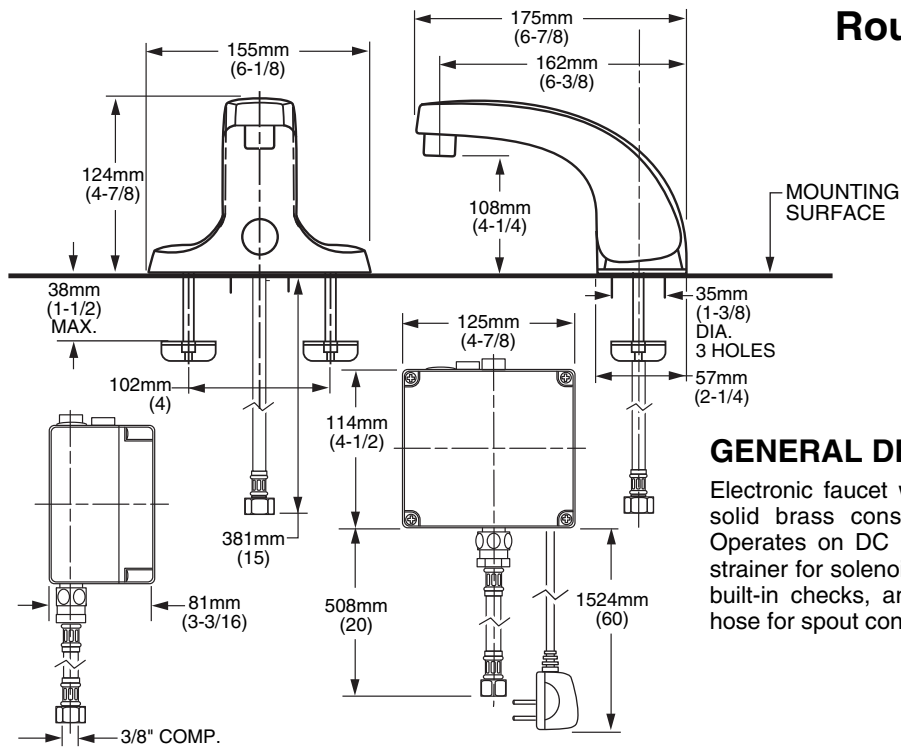 175mm
(6-7/8)
155mm
(6-1/8)
162mm
(6-3/8)
124mm
(4-7/8)
108mm
(4-1/4)
MOUNTING
SURFACE
38mm
(1-1/2)
MAX.
35mm
(1-3/8)
DIA.
3 HOLES
125mm
(4-7/8)
102mm
(4)
57mm
(2-1/4)
114mm
(4-1/2)
381mm
(15)
81mm
(3-3/16)
508mm
(20)
1524mm
(60)
3/8" COMP.
Rou
GENERAL D
Electronic faucet
solid brass cons
Operates on DC
strainer for soleno
built-in checks, a
hose for spout con